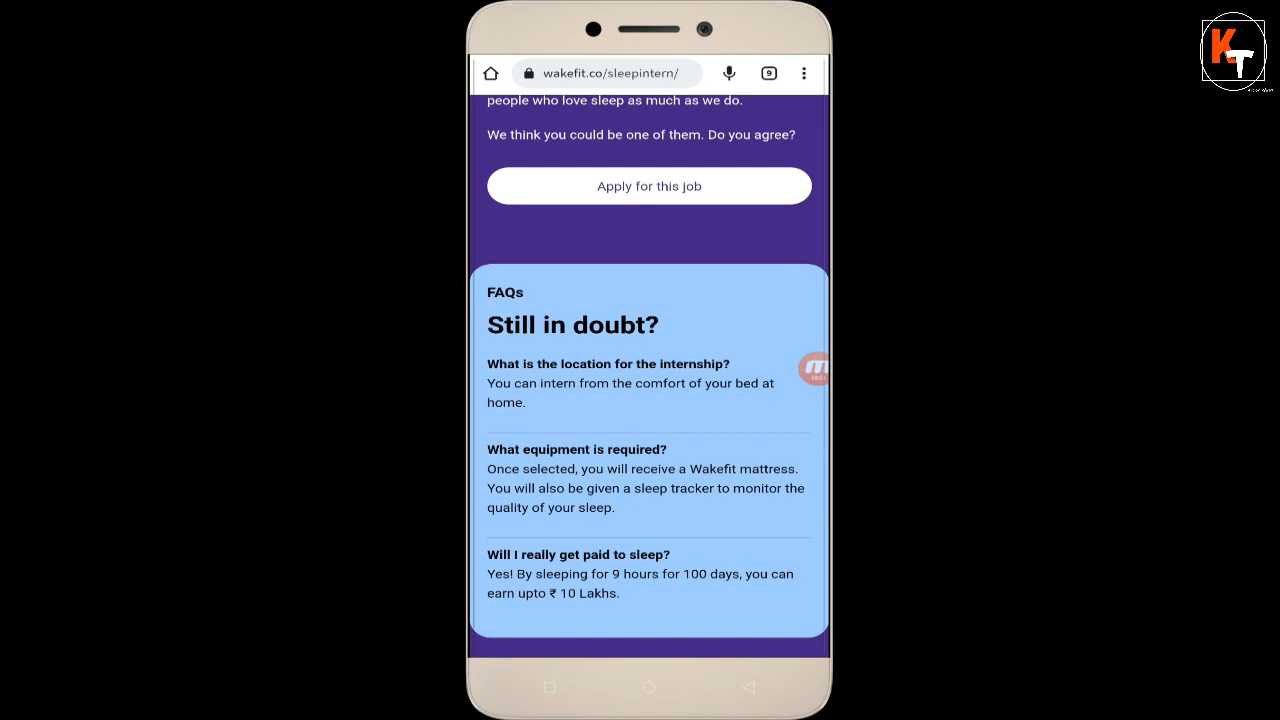 KT
wakefit.co/sleepintern/
9
people who love sleep as much as we do.
We think you could be one of them. Do you agree?
Apply for this job
FAQs
Still in doubt?
What is the location for the internship?
You can intern from the comfort of your bed at
home.
What equipment is required?
Once selected, you will receive a Wakefit mattress.
You will also be given a sleep tracker to monitor the
quality of your sleep.
Will I really get paid to sleep?
Yes! By sleeping for 9 hours for 100 days, you can
earn upto ₹ 10 Lakhs.